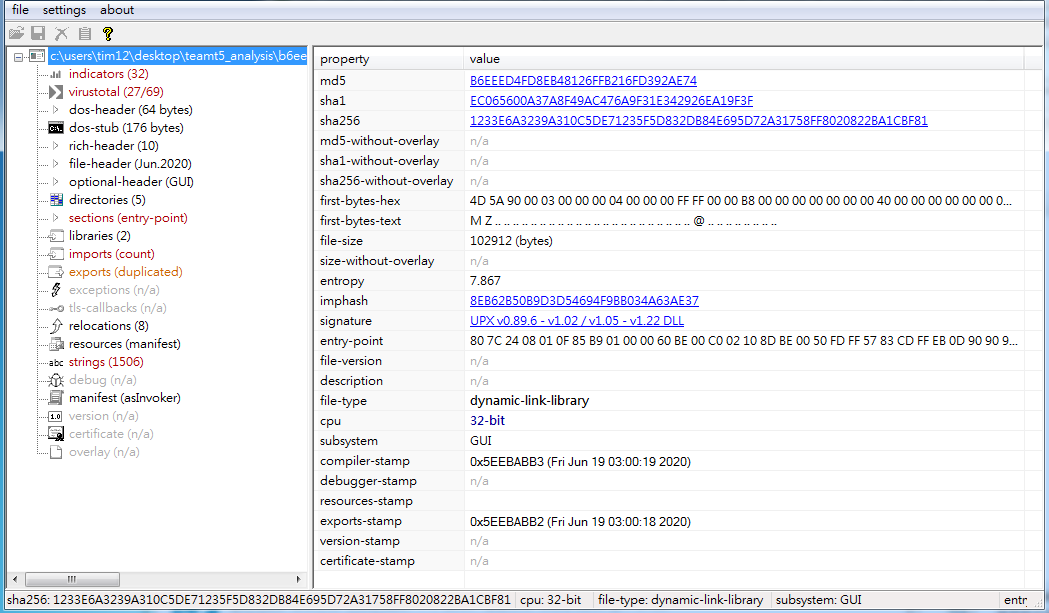 file settings about
c:\users\tim12\desktop\teamt5_analysis\b6ee
indicators (32)
virustotal (27/69)
dos-header (64 bytes)
dos-stub (176 bytes)
rich-header (10)
file-header (Jun.2020)
optional-header (GUI)
directories (5)
sections (entry-point)
libraries (2)
imports (count)
exports (duplicated)
exceptions (n/a)
tls-callbacks (n/a)
relocations (8)
resources (manifest)
strings (1506)
debug (n/a)
manifest (asInvoker)
version (n/a)
certificate (n/a)
overlay (n/a)
property value
md5 B6EEED4FD8EB48126FFB216FD392AE74
sha1 EC065600A37A8F49AC476A9F31E342926EA19F3F
sha256 1233E6A3239A310C5DE71235F5D832DB84E695D72A31758FF8020822BA1CBF81
md5-without-overlay n/a
sha1-without-overlay n/a
sha256-without-overlay n/a
first-bytes-hex 4D 5A 90 00 03 00 00 00 04 00 00 00 FF FF 00 00 B8 00 00 00 00 00 00 00 40 00 00 00 00 00 00 0...
first-bytes-text M Z .. .. .. .. .. .. .. .. .. .. .. .. .. .. .. .. .. .. .. .. .. .. @ .. .. .. .. .. .. ..
file-size 102912 (bytes)
size-without-overlay n/a
entropy 7.867
imphash 8EB62B50B9D3D54694F9BB034A63AE37
signature UPX v0.89.6 - v1.02 / v1.05 - v1.22 DLL
entry-point 80 7C 24 08 01 0F 85 B9 01 00 00 60 BE 00 C0 02 10 8D BE 00 50 FD FF 57 83 CD FF EB 0D 90 90 9...
file-version n/a
description n/a
file-type dynamic-link-library
cpu 32-bit
subsystem GUI
compiler-stamp 0x5EEBABB3 (Fri Jun 19 03:00:19 2020)
debugger-stamp n/a
resources-stamp
exports-stamp 0x5EEBABB2 (Fri Jun 19 03:00:18 2020)
version-stamp n/a
certificate-stamp n/a
sha256: 1233E6A3239A310C5DE71235F5D832DB84E695D72A31758FF8020822BA1CBF81 cpu: 32-bit file-type: dynamic-link-library subsystem: GUI entr